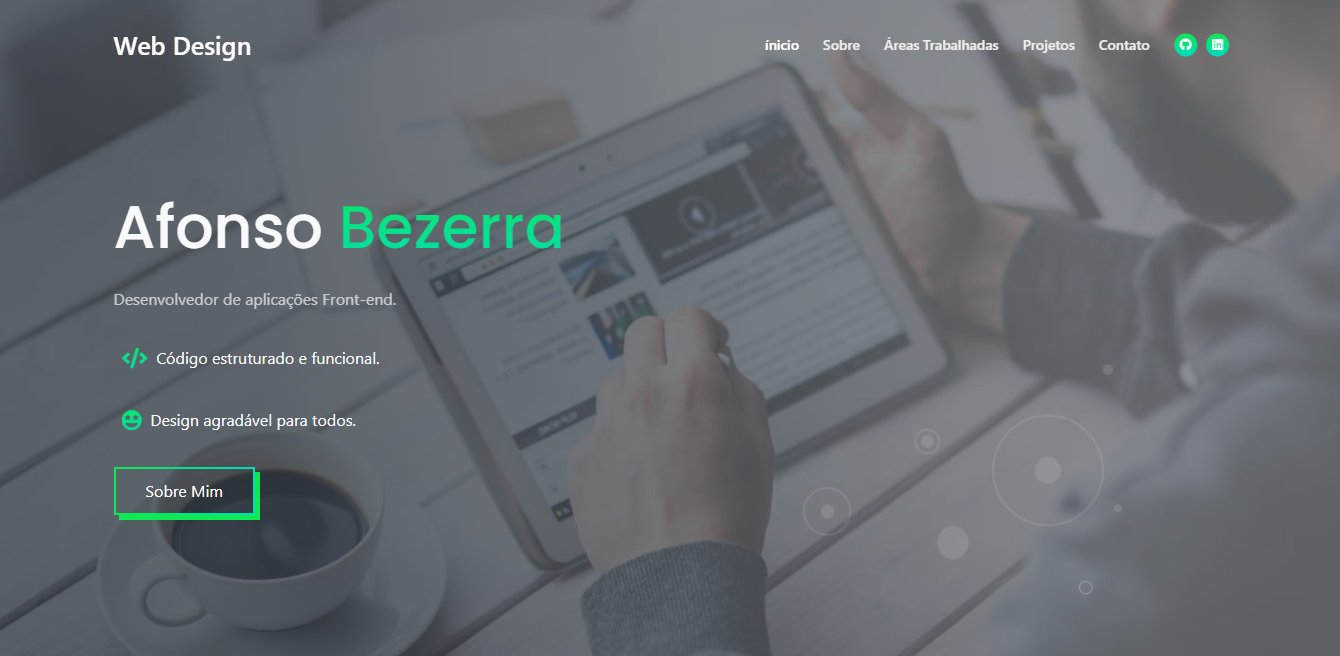 Web Design
ínicio Sobre Áreas Trabalhadas Projetos Contato
Afonso Bezerra
Desenvolvedor de aplicações Front-end.
Código estruturado e funcional.
Design agradável para todos.
Sobre Mim